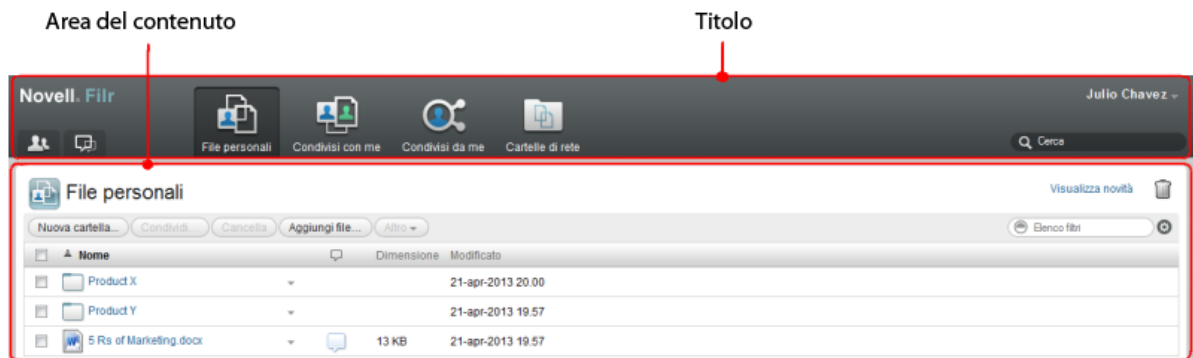 Area del contenuto
Titolo
Novell. Filr
Julio Chavez
File personali
Condivisi con me
Condivisi da me
Cartelle di rete
Cerca
File personali
Visualizza novità
Nuova cartella...
Condividi...
Cancella
Aggiungi file...
Altro
Elenco filtri
Nome Dimensione Modificato
Product X 21-apr-2013 20.00
Product Y 21-apr-2013 19.57
5 Rs of Marketing.docx 13 KB 21-apr-2013 19.57